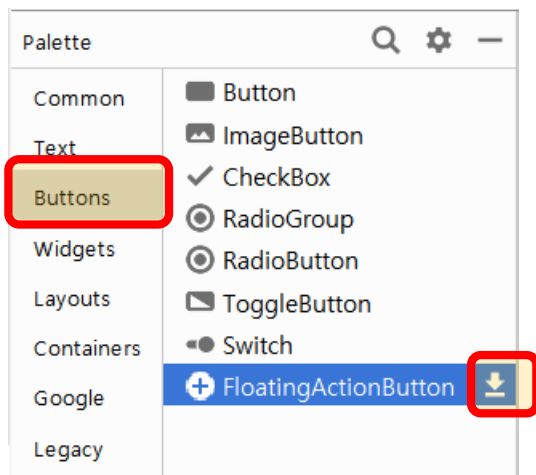 Palette
Common
Text
Buttons
Widgets
Layouts
Containers
Google
Legacy
Button
ImageButton
CheckBox
RadioGroup
RadioButton
ToggleButton
Switch
FloatingActionButton